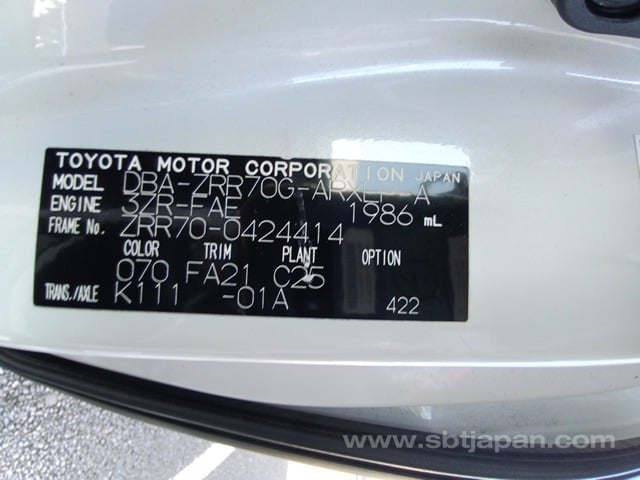 TOYOTA MOTOR CORPORATION JAPAN
MODEL DBA-ZRR70G-ARXEP-A
ENGINE 3ZR-FAE 1986 mL
FRAME No. ZRR70-0424414
COLOR TRIM PLANT OPTION
070 FA21 C25
TRANS./AXLE K111 -01A 422
www.sbtjapan.com